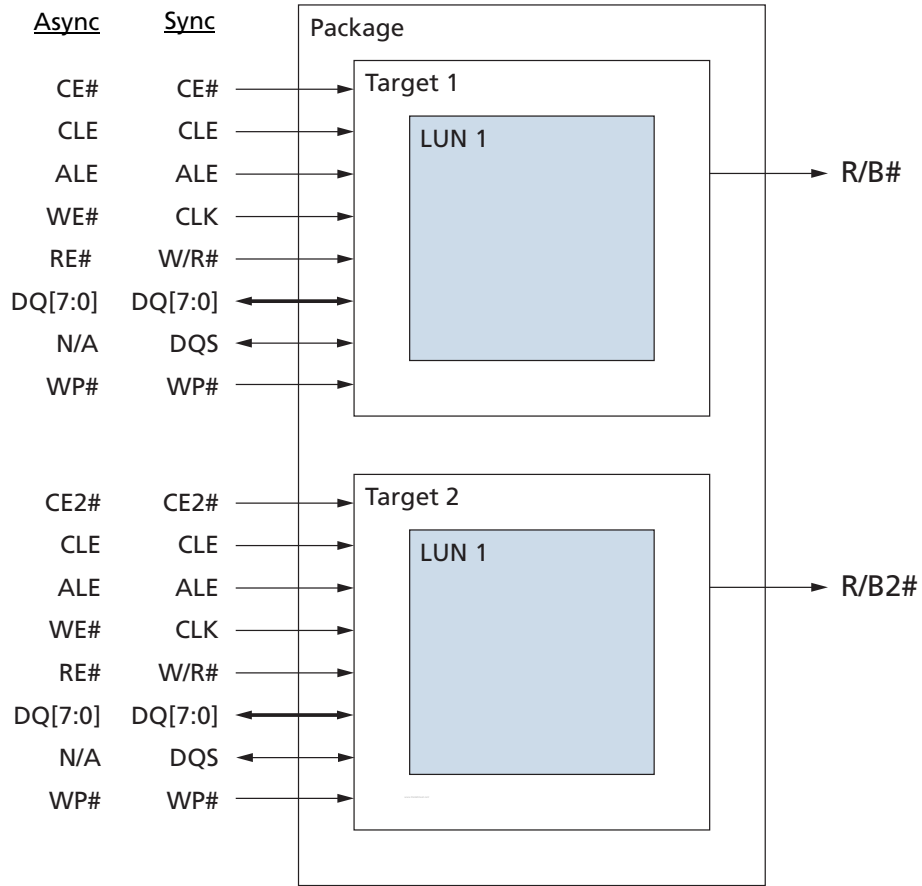 Async Sync Package
Target 1
CE# CE#
CLE CLE LUN 1
ALE ALE R/B#
WE# CLK
RE# W/R#
DQ[7:0] DQ[7:0]
N/A DQS
WP# WP#
Target 2
CE2# CE2#
CLE CLE LUN 1
ALE ALE R/B2#
WE# CLK
RE# W/R#
DQ[7:0] DQ[7:0]
N/A DQS
WP# WP#